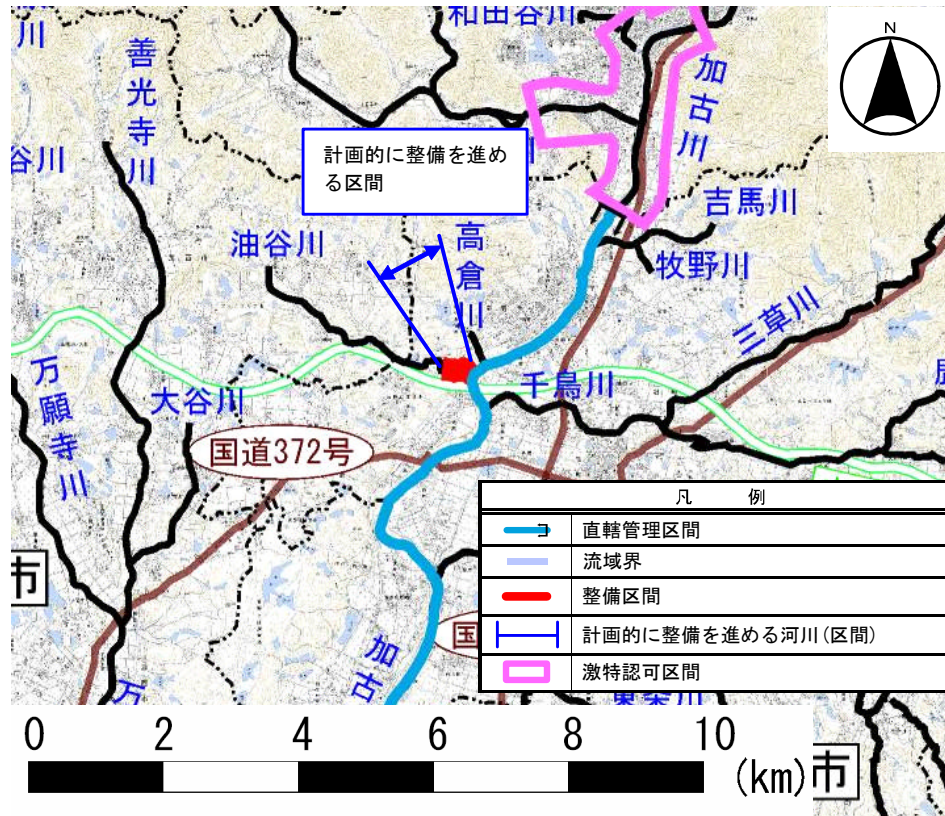 和田谷川
川
N
善光寺川
加古川
谷川
計画的に整備を進め
る区間
川
吉馬川
油谷川
高倉川
牧野川
三草川
万願寺川
大谷川
千鳥川
国道372号
凡 例
コ
直轄管理区間
流域界
整備区間
計画的に整備を進める河川(区間)
激特認可区間
市
国
加古
万
0 2 4 6 8 10
(km)
市